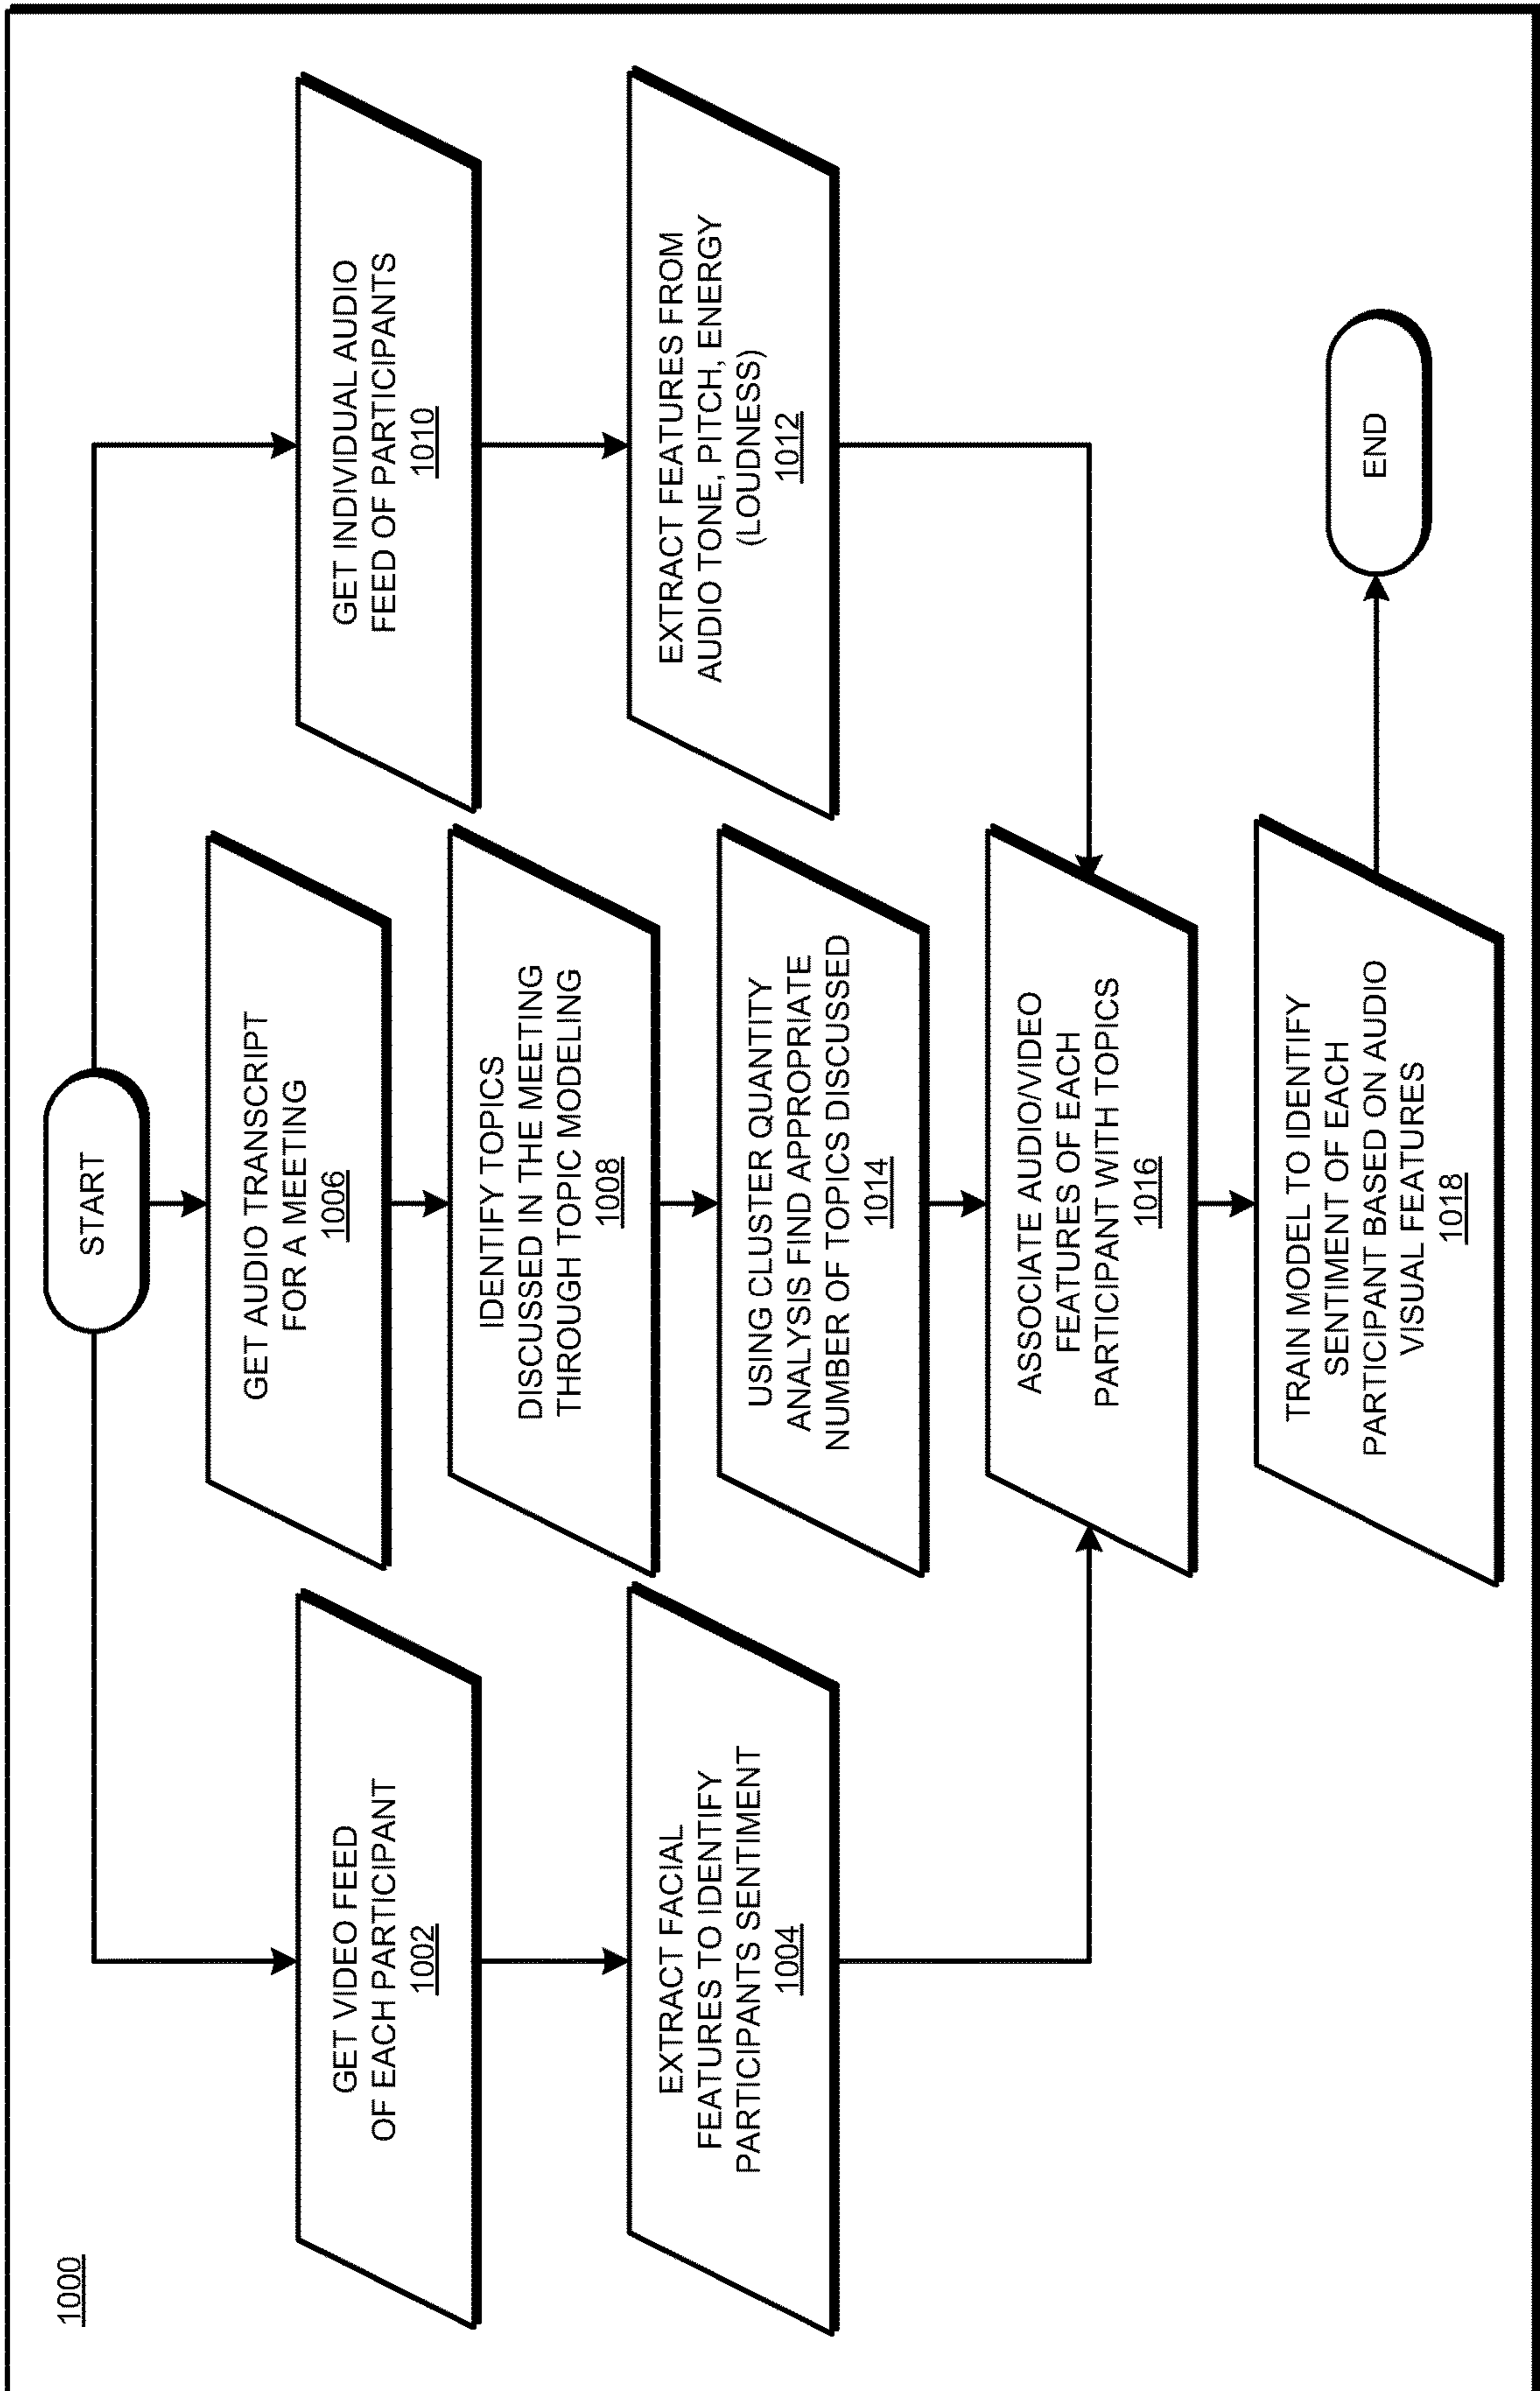 1000
START
GET VIDEO FEED
OF EACH PARTICIPANT
1002
EXTRACT FACIAL
FEATURES TO IDENTIFY
PARTICIPANTS SENTIMENT
1004
GET AUDIO TRANSCRIPT
FOR A MEETING
1006
IDENTIFY TOPICS
DISCUSSED IN THE MEETING
THROUGH TOPIC MODELING
1008
USING CLUSTER QUANTITY
ANALYSIS FIND APPROPRIATE
NUMBER OF TOPICS DISCUSSED
1014
ASSOCIATE AUDIO/VIDEO
FEATURES OF EACH
PARTICIPANT WITH TOPICS
1016
TRAIN MODEL TO IDENTIFY
SENTIMENT OF EACH
PARTICIPANT BASED ON AUDIO
VISUAL FEATURES
1018
GET INDIVIDUAL AUDIO
FEED OF PARTICIPANTS
1010
EXTRACT FEATURES FROM
AUDIO TONE, PITCH, ENERGY
(LOUDNESS)
1012
END